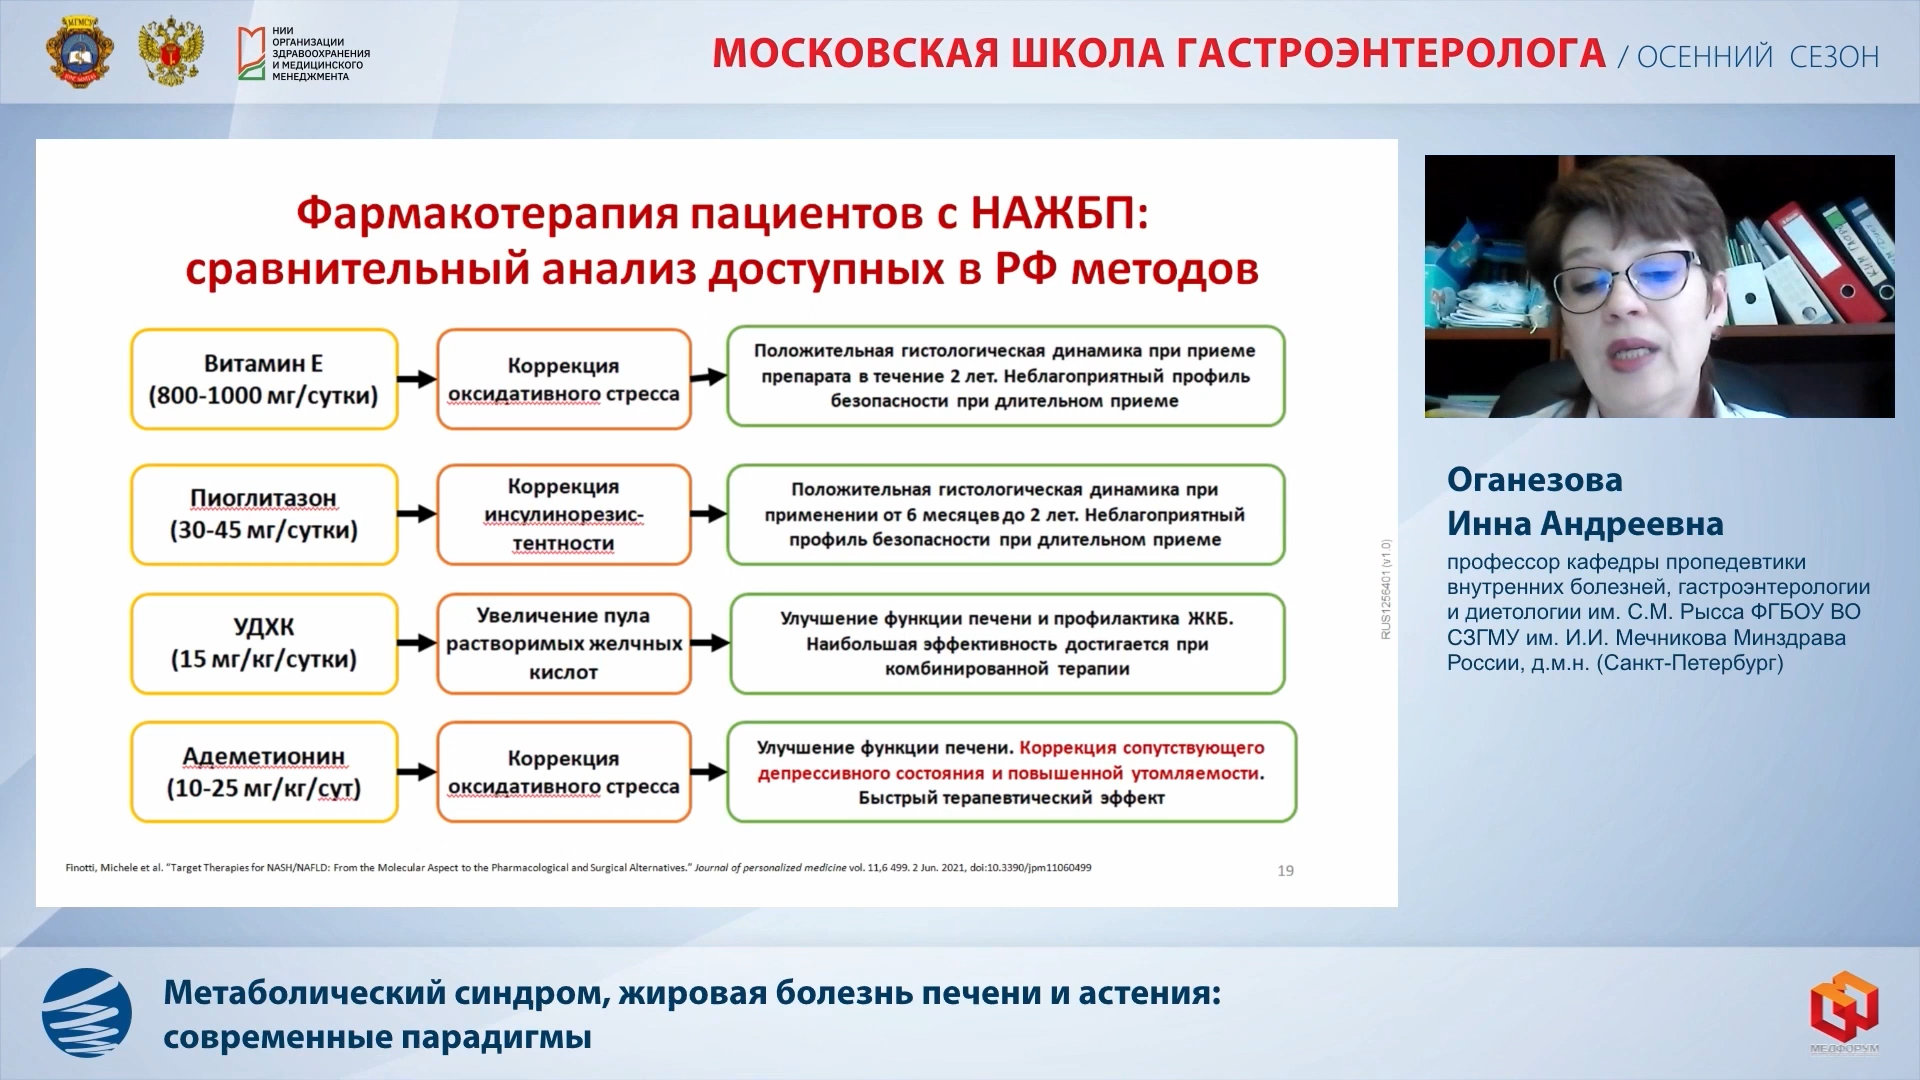 МГМСУ
НИИ
ОРГАНИЗАЦИИ
ЗДРАВООХРАНЕНИЯ
И МЕДИЦИНСКОГО
МЕНЕДЖМЕНТА
МОСКОВСКАЯ ШКОЛА ГАСТРОЭНТЕРОЛОГА / ОСЕННИЙ СЕЗОН
Фармакотерапия пациентов с НАЖБП:
сравнительный анализ доступных в РФ методов
Витамин Е
(800-1000 мг/сутки)
Коррекция
оксидативного стресса
Положительная гистологическая динамика при приеме
препарата в течение 2 лет. Неблагоприятный профиль
безопасности при длительном приеме
Пиоглитазон
(30-45 мг/сутки)
Коррекция
инсулинорезис-
тентности
Положительная гистологическая динамика при
применении от 6 месяцев до 2 лет. Неблагоприятный
профиль безопасности при длительном приеме
УДХК
(15 мг/кг/сутки)
Увеличение пула
растворимых желчных
кислот
Улучшение функции печени и профилактика ЖКБ.
Наибольшая эффективность достигается при
комбинированной терапии
Адеметионин
(10-25 мг/кг/сут)
Коррекция
оксидативного стресса
Улучшение функции печени. Коррекция сопутствующего
депрессивного состояния и повышенной утомляемости.
Быстрый терапевтический эффект
RUS1256401 (v1.0)
Finotti, Michele et al. “Target Therapies for NASH/NAFLD: From the Molecular Aspect to the Pharmacological and Surgical Alternatives.” Journal of personalized medicine vol. 11,6 499. 2 Jun. 2021, doi:10.3390/jpm11060499
19
Оганезова
Инна Андреевна
профессор кафедры пропедевтики
внутренних болезней, гастроэнтерологии
и диетологии им. С.М. Рысса ФГБОУ ВО
СЗГМУ им. И.И. Мечникова Минздрава
России, д.м.н. (Санкт-Петербург)
Метаболический синдром, жировая болезнь печени и астения:
современные парадигмы
МЕДФОРУМ